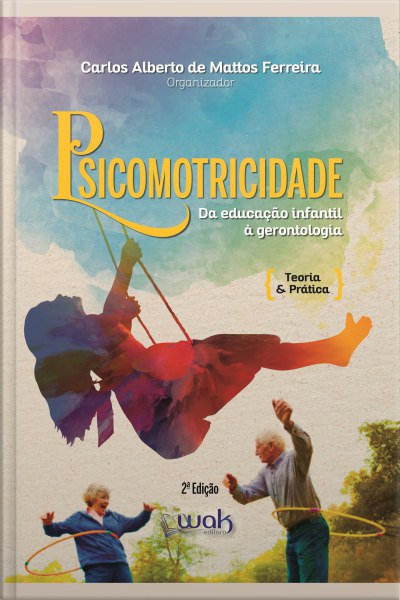 Carlos Alberto de Mattos Ferreira
Organizador
PSICOMOTRICIDADE
Da educação infantil
à gerontologia
{ Teoria
& Prática }
2ª Edição
wak
editora